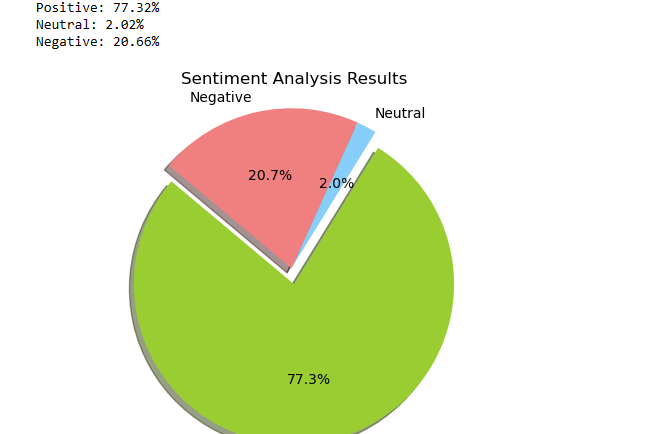 Positive: 77.32%
Neutral: 2.02%
Negative: 20.66%
Sentiment Analysis Results
Negative
Neutral
20.7%
2.0%
77.3%